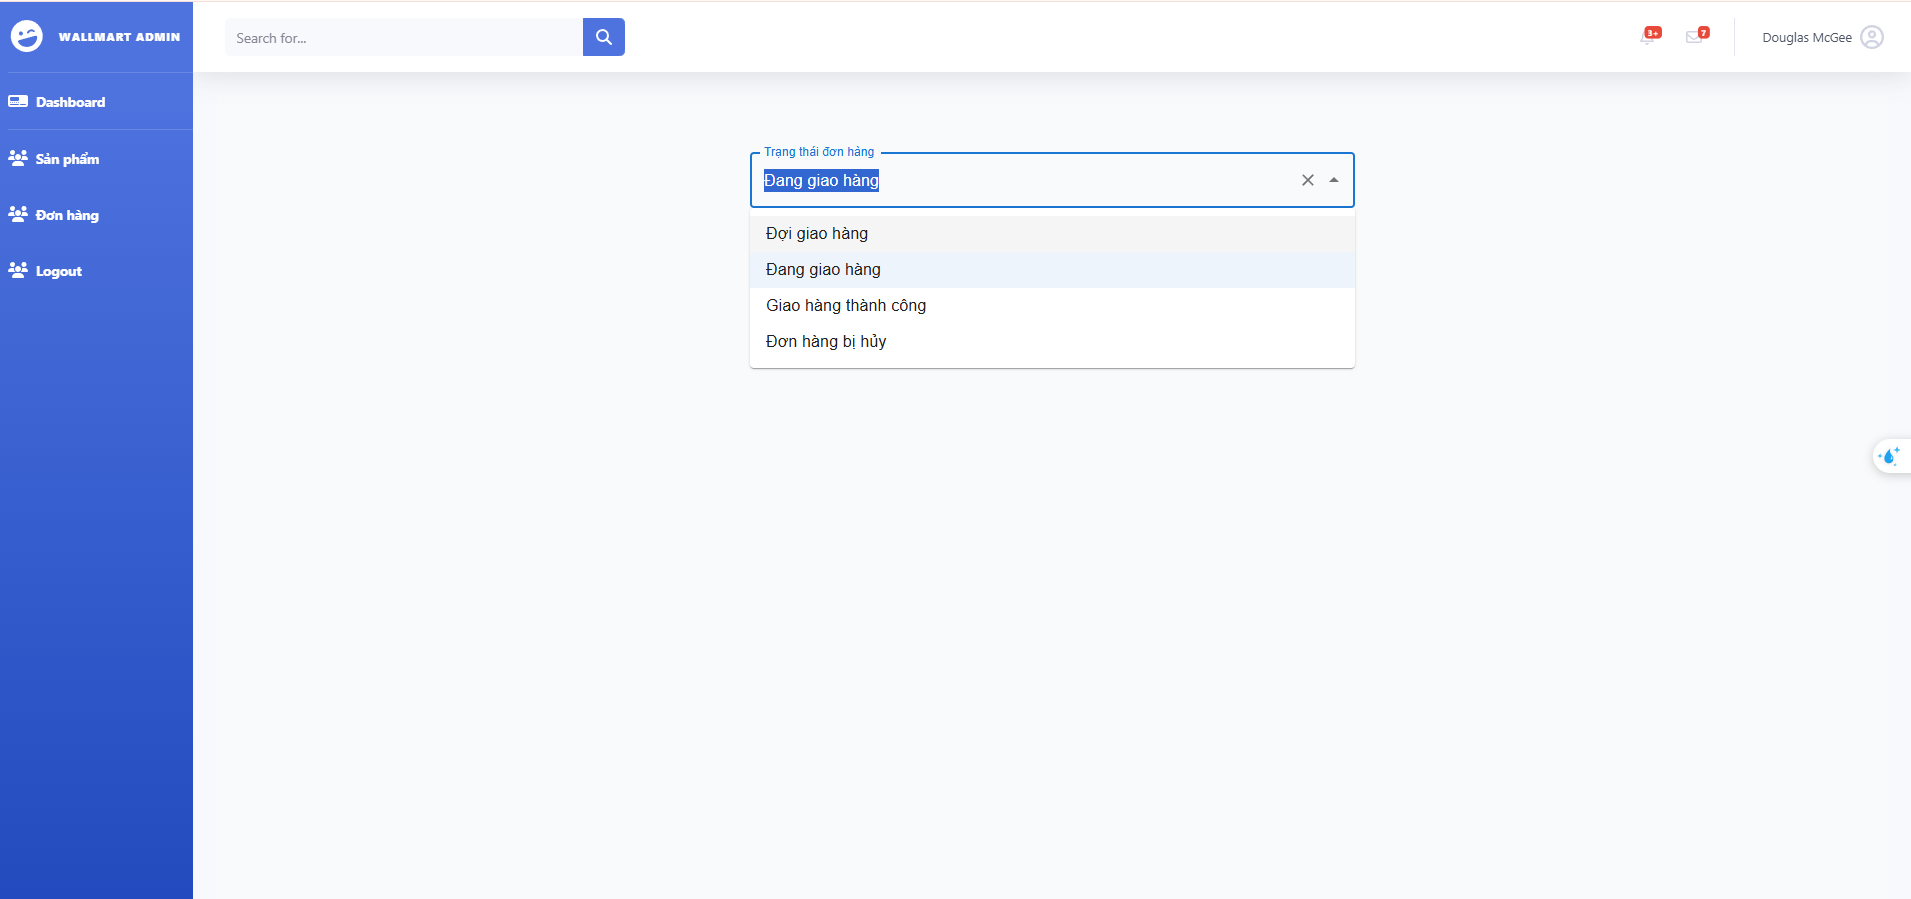 WALLMART ADMIN
Search for...
3+
7
Douglas McGee
Dashboard
Sản phẩm
Đơn hàng
Logout
Trạng thái đơn hàng
Đang giao hàng
Đợi giao hàng
Đang giao hàng
Giao hàng thành công
Đơn hàng bị hủy